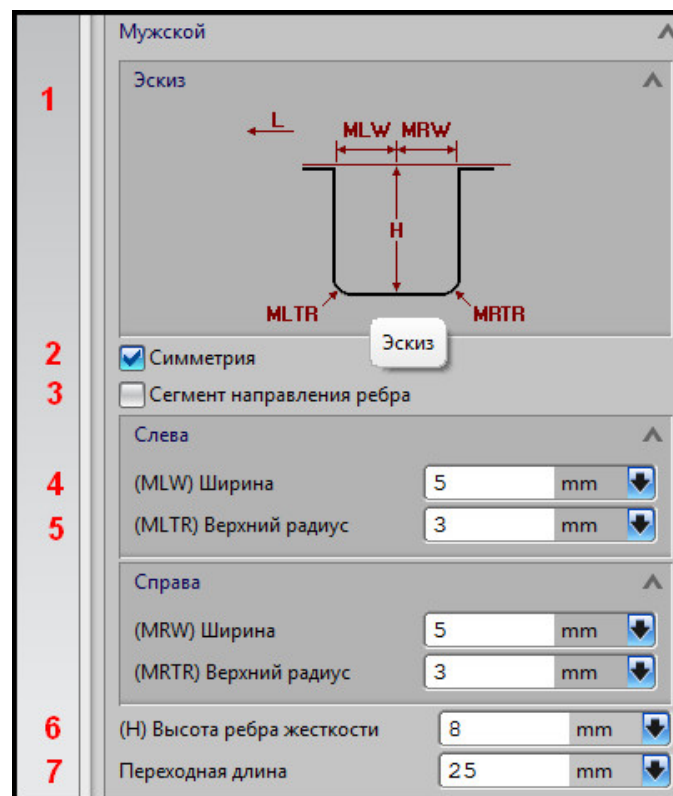 Мужской
1
Эскиз
L
MLW MRW
H
MLTR
MRTR
Эскиз
2
Симметрия
3
Сегмент направления ребра
Слева
4
(MLW) Ширина 5 mm
5
(MLTR) Верхний радиус 3 mm
Справа
(MRW) Ширина 5 mm
(MRTR) Верхний радиус 3 mm
6
(H) Высота ребра жесткости 8 mm
7
Переходная длина 25 mm